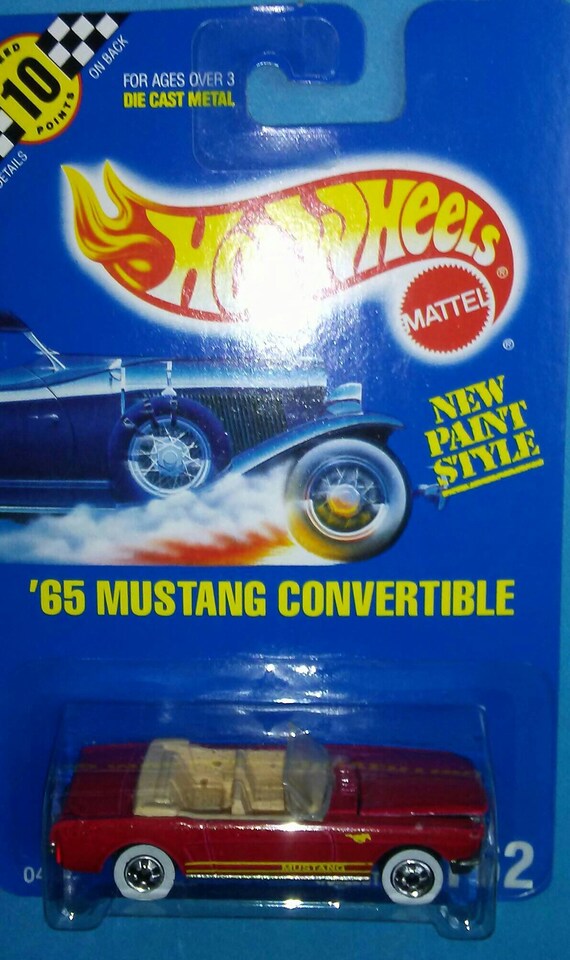 10
POINTS
ON BACK
FOR AGES OVER 3
DIE CAST METAL
HOT WHEELS
®
MATTEL
®
NEW
PAINT
STYLE
'65 MUSTANG CONVERTIBLE
MUSTANG